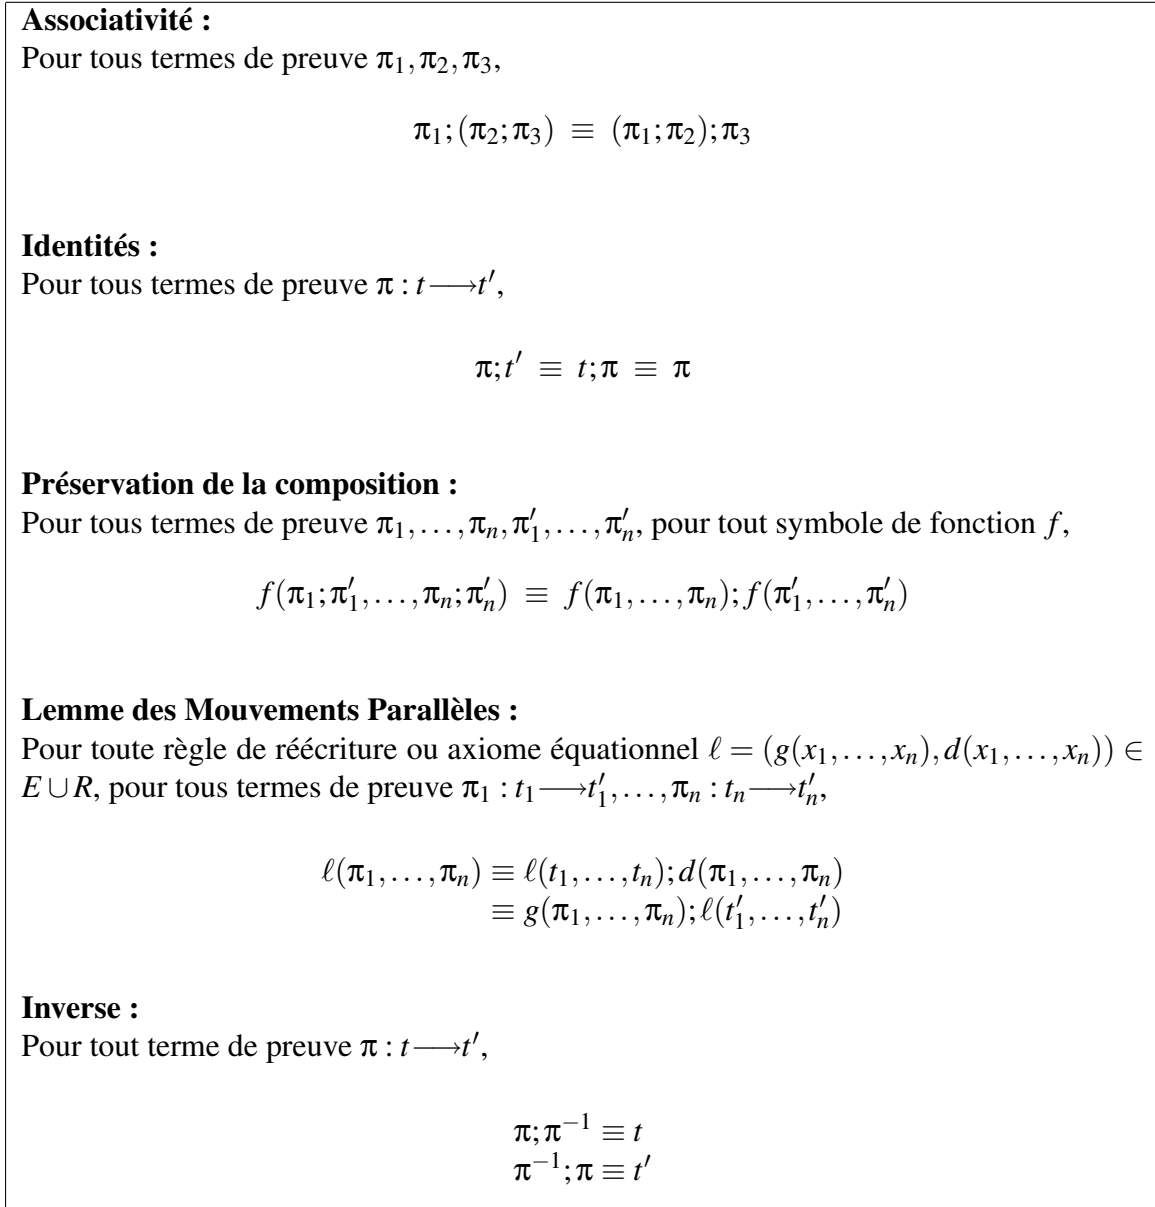 Associativité :
Pour tous termes de preuve π₁,π₂,π₃,
π₁;(π₂;π₃) ≡ (π₁;π₂);π₃
Identités :
Pour tous termes de preuve π : t⟶t′,
π;t′ ≡ t;π ≡ π
Préservation de la composition :
Pour tous termes de preuve π₁,…,πₙ,π′₁,…,π′ₙ, pour tout symbole de fonction f,
f(π₁;π′₁,…,πₙ;π′ₙ) ≡ f(π₁,…,πₙ);f(π′₁,…,π′ₙ)
Lemme des Mouvements Parallèles :
Pour toute règle de réécriture ou axiome équationnel ℓ = (g(x₁,…,xₙ),d(x₁,…,xₙ)) ∈
E ∪ R, pour tous termes de preuve π₁ : t₁⟶t′₁,…,πₙ : tₙ⟶t′ₙ,
ℓ(π₁,…,πₙ) ≡ ℓ(t₁,…,tₙ);d(π₁,…,πₙ)
≡ g(π₁,…,πₙ);ℓ(t′₁,…,t′ₙ)
Inverse :
Pour tout terme de preuve π : t⟶t′,
π;π⁻¹ ≡ t
π⁻¹;π ≡ t′